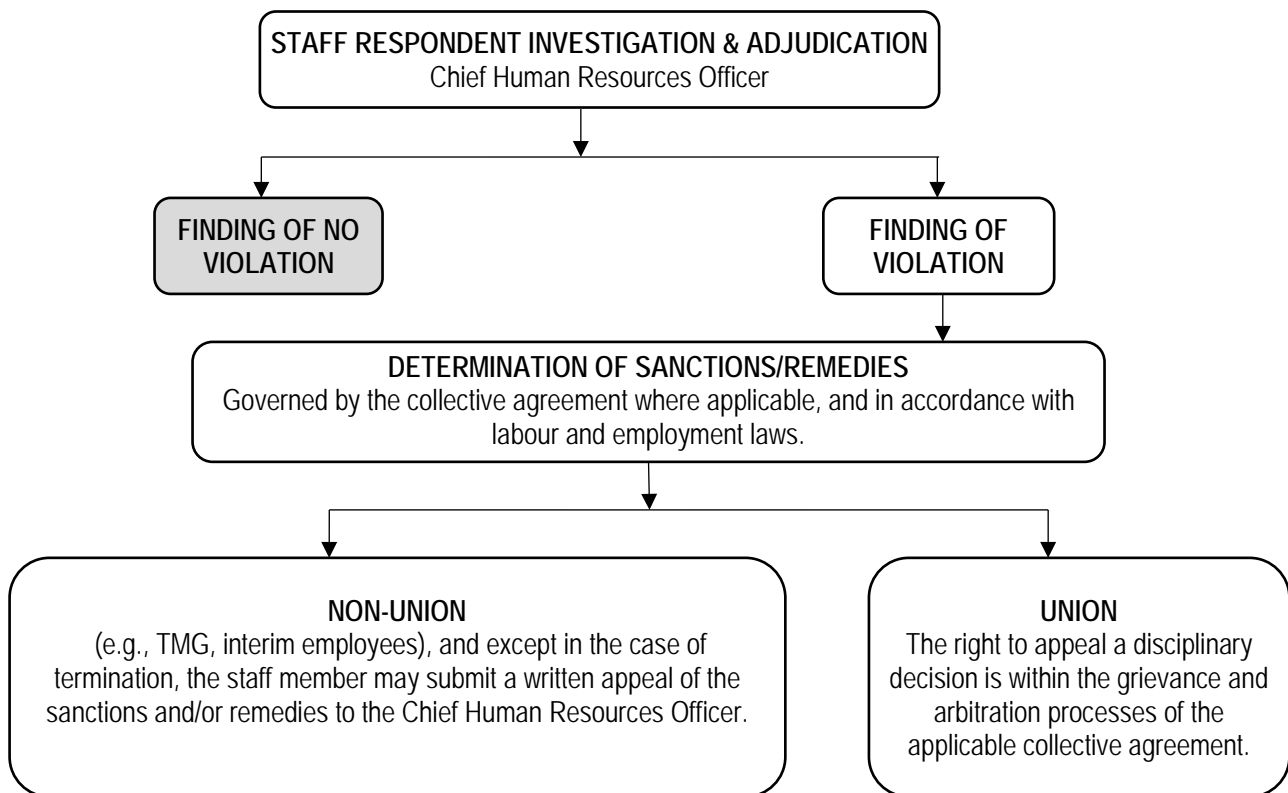 STAFF RESPONDENT INVESTIGATION & ADJUDICATION
Chief Human Resources Officer
FINDING OF NO
VIOLATION
FINDING OF
VIOLATION
DETERMINATION OF SANCTIONS/REMEDIES
Governed by the collective agreement where applicable, and in accordance with
labour and employment laws.
NON-UNION
(e.g., TMG, interim employees), and except in the case of
termination, the staff member may submit a written appeal of the
sanctions and/or remedies to the Chief Human Resources Officer.
UNION
The right to appeal a disciplinary
decision is within the grievance and
arbitration processes of the
applicable collective agreement.